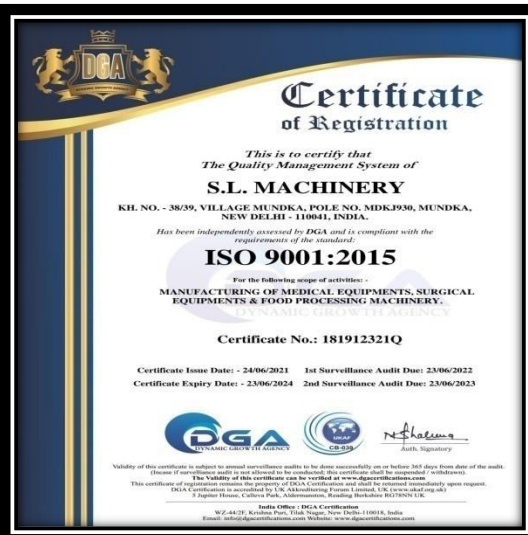 DGA
Certificate
of Registration
This is to certify that
The Quality Management System of
S.L. MACHINERY
KH. NO. - 38/39, VILLAGE MUNDKA, POLE NO. MDKJ930, MUNDKA,
NEW DELHI - 110041, INDIA.
Has been independently assessed by DGA and is compliant with the
requirements of the standard:
ISO 9001:2015
For the following scope of activities: -
MANUFACTURING OF MEDICAL EQUIPMENTS, SURGICAL
EQUIPMENTS & FOOD PROCESSING MACHINERY.
DYNAMIC GROWTH AGENCY
Certificate No.: 181912321Q
Certificate Issue Date: - 24/06/2021 1st Surveillance Audit Due: 23/06/2022
Certificate Expiry Date: - 23/06/2024 2nd Surveillance Audit Due: 23/06/2023
DGA
DYNAMIC GROWTH AGENCY
UKAF
CB-038
Auth. Signatory
Validity of this certificate is subject to annual surveillance audits to be done successfully on or before 365 days from date of the audit.
(Incase if surveillance audit is not allowed to be conducted; this certificate shall be suspended / withdrawn).
The Validity of this certificate can be verified at www.dgacertifications.com
This certificate of registration remains the property of DGA Certification and shall be returned immediately upon request.
DGA Certification is accredited by UK Akkreditering Forum Limited, UK (www.ukaf.org.uk)
5 Jupiter House, Calleva Park, Aldermaston, Reading Berkshire RG78NN UK
India Office : DGA Certification
WZ-44/2F, Krishna Puri, Tilak Nagar, New Delhi-110018, India
Email: info@dgacertifications.com Website: www.dgacertifications.com